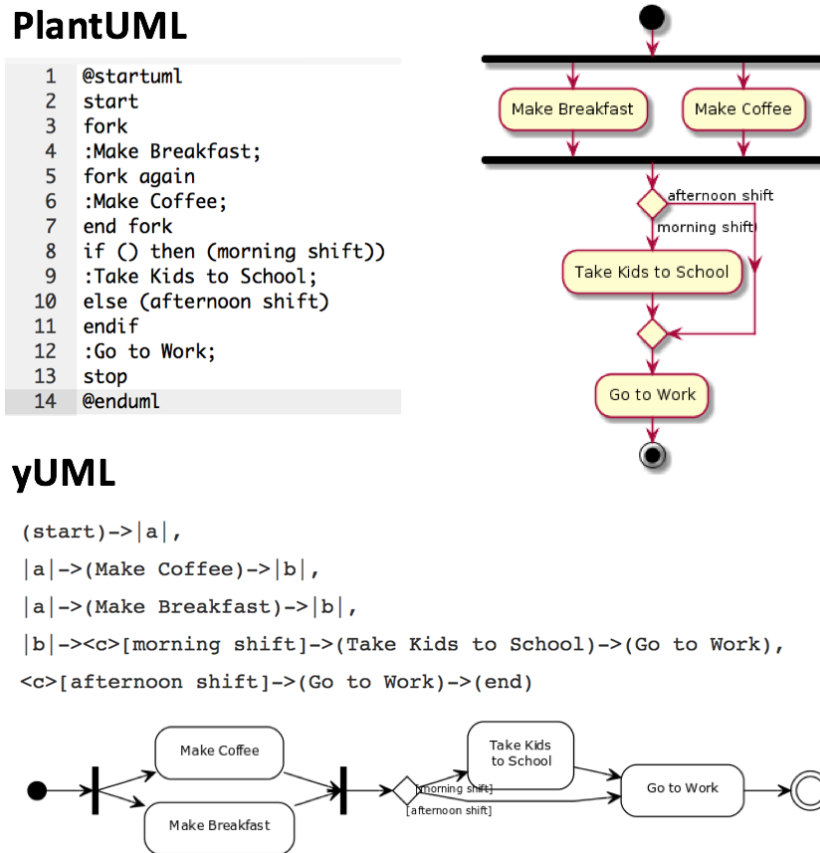 PlantUML
1 @startuml
2 start
3 fork
4 :Make Breakfast;
5 fork again
6 :Make Coffee;
7 end fork
8 if () then (morning shift))
9 :Take Kids to School;
10 else (afternoon shift)
11 endif
12 :Go to Work;
13 stop
14 @enduml
Make Breakfast
Make Coffee
afternoon shift
morning shift)
Take Kids to School
Go to Work
yUML
(start)->|a|,
|a|->(Make Coffee)->|b|,
|a|->(Make Breakfast)->|b|,
|b|-><c>[morning shift]->(Take Kids to School)->(Go to Work),
<c>[afternoon shift]->(Go to Work)->(end)
Make Coffee
Make Breakfast
[morning shift]
[afternoon shift]
Take Kids
to School
Go to Work